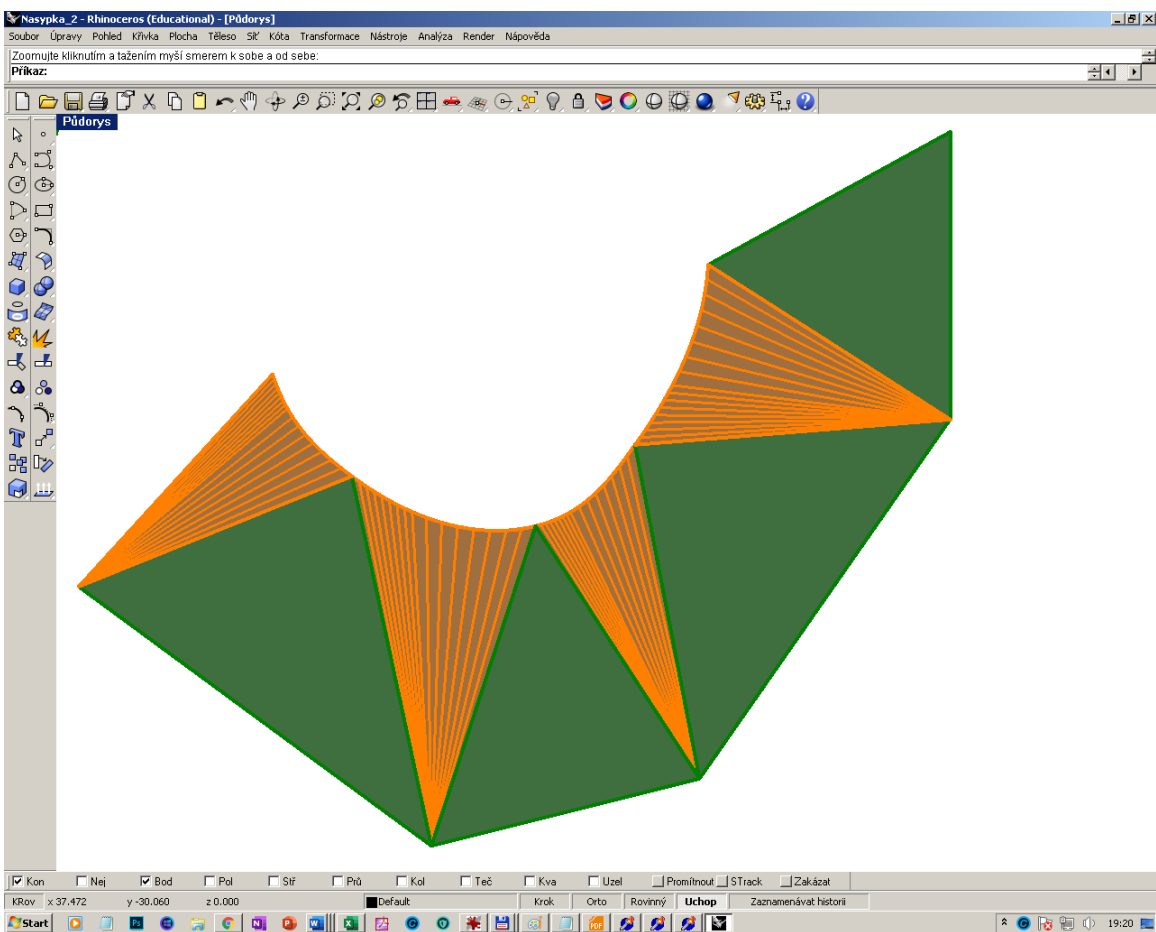 Nasypka_2 - Rhinoceros (Educational) - [Půdorys]
Soubor Úpravy Pohled Křivka Plocha Těleso Síť Kóta Transformace Nástroje Analýza Render Nápověda
Zoomujte kliknutím a tažením myší smerem k sobe a od sebe:
Příkaz:
Půdorys
Kon Nej Bod Pol Stř Prů Kol Teč Kva Uzel Promítnout STrack Zakázat
KRov x 37.472 y -30.060 z 0.000 Default Krok Orto Rovinný Uchop Zaznamenávat historii
Start 19:20